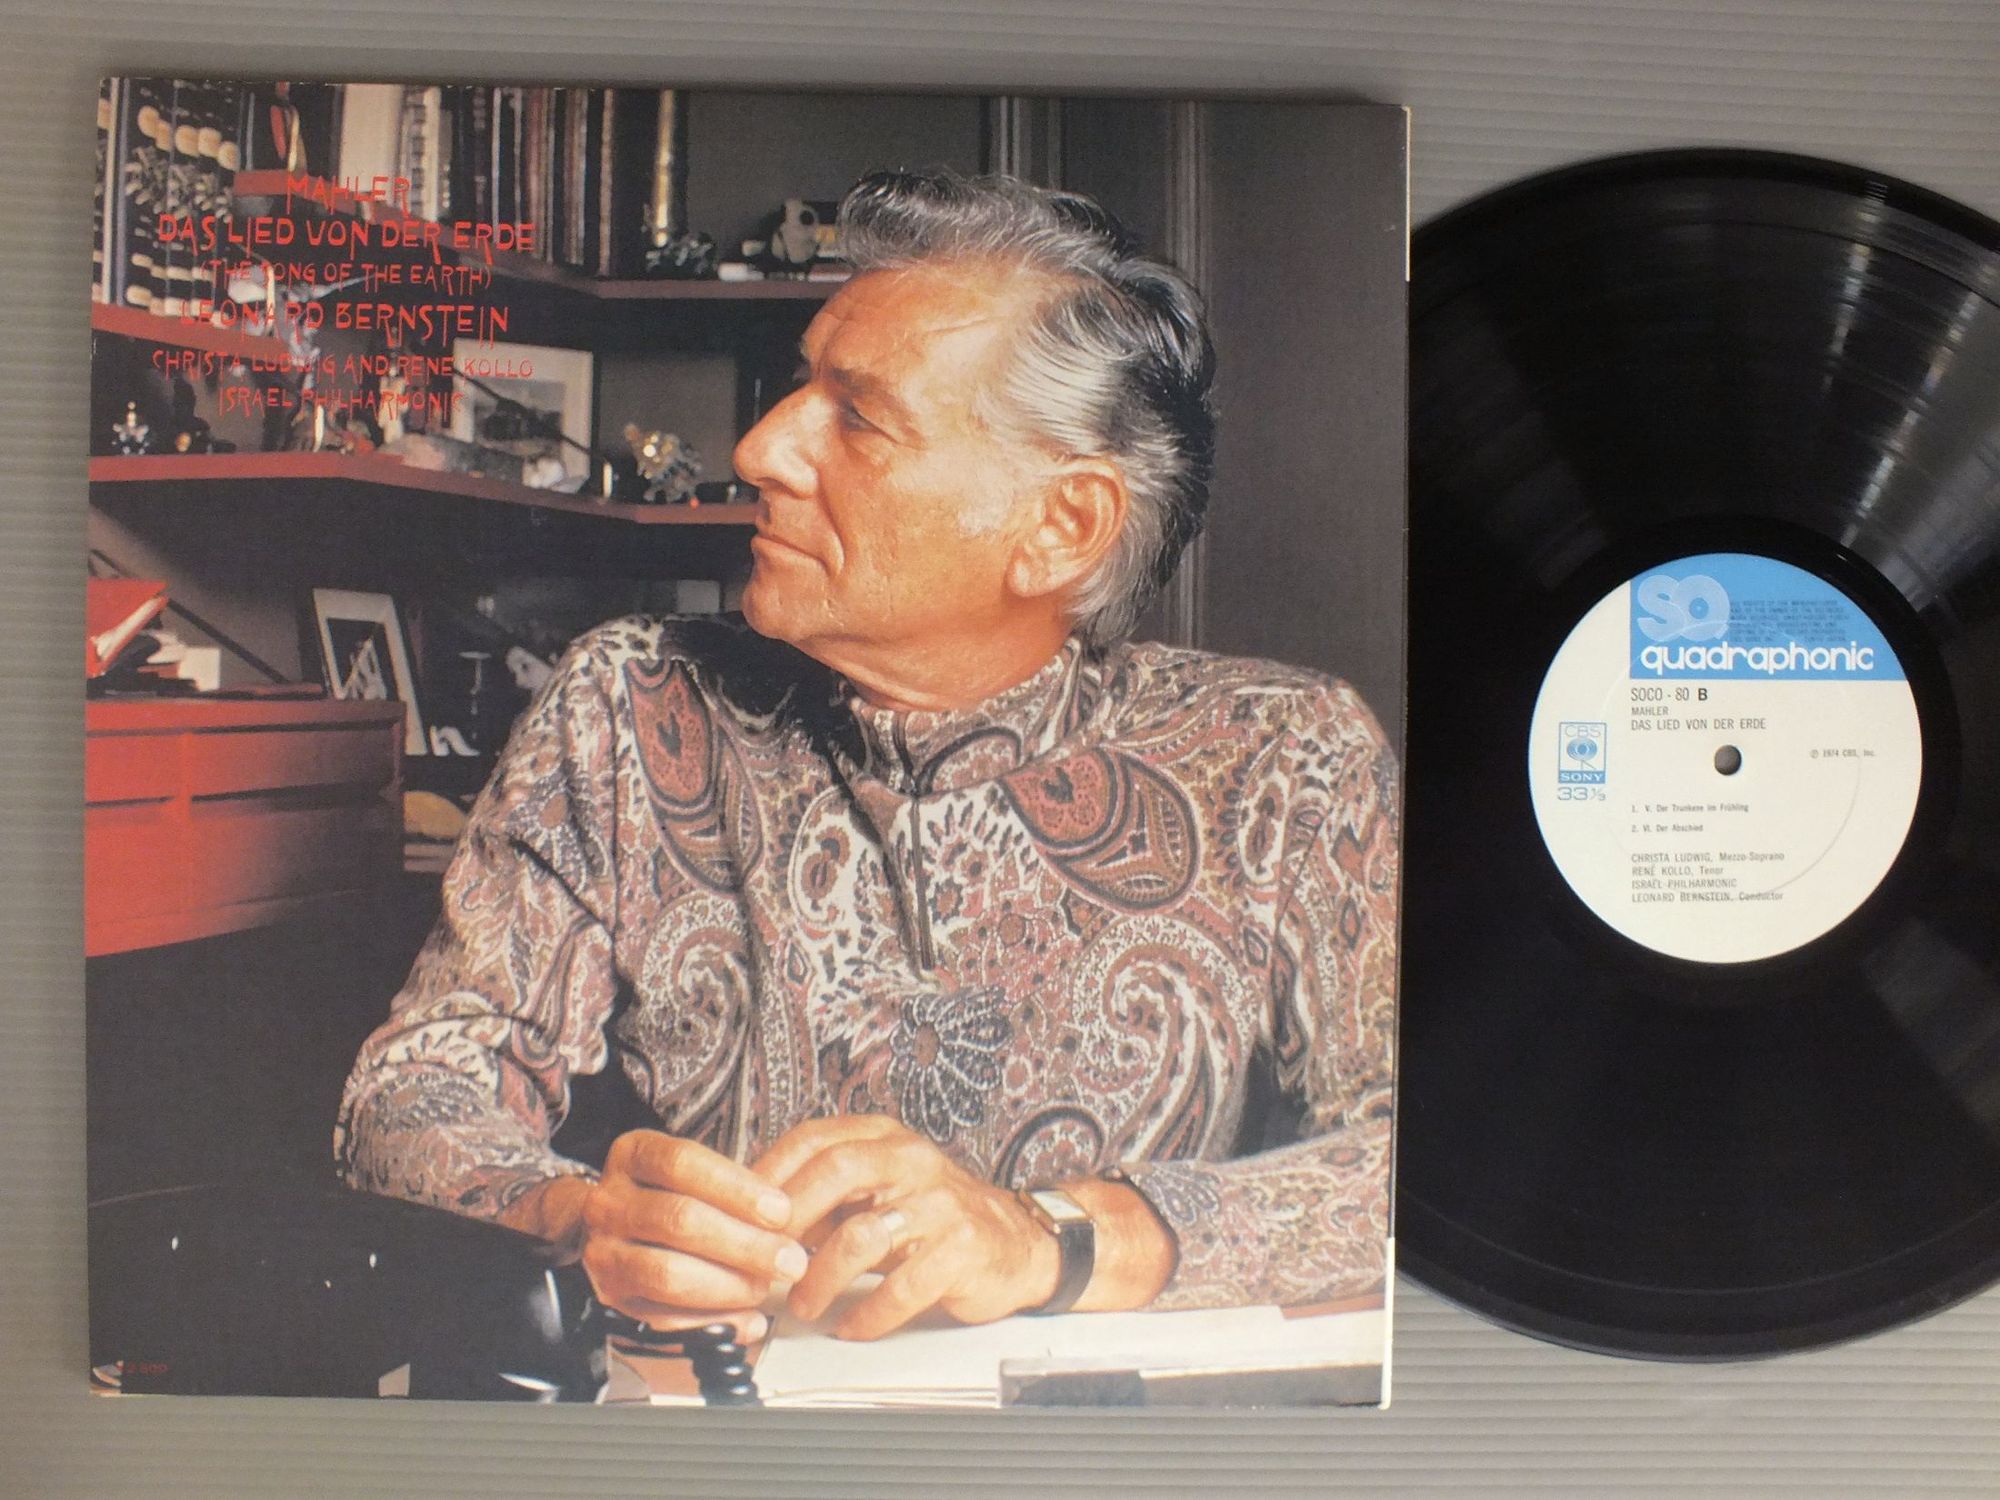 MAHLER
DAS LIED VON DER ERDE
(THE SONG OF THE EARTH)
LEONARD BERNSTEIN
CHRISTA LUDWIG AND RENE KOLLO
ISRAEL PHILHARMONIC
SQ
quadraphonic
SOCO-80 B
MAHLER
DAS LIED VON DER ERDE
℗ 1974 CBS, Inc.
CBS
SONY
33 1/3
1. V. Der Trunkene im Frühling
2. VI. Der Abschied
CHRISTA LUDWIG, Mezzo-Soprano
RENÉ KOLLO, Tenor
ISRAEL PHILHARMONIC
LEONARD BERNSTEIN, Conductor